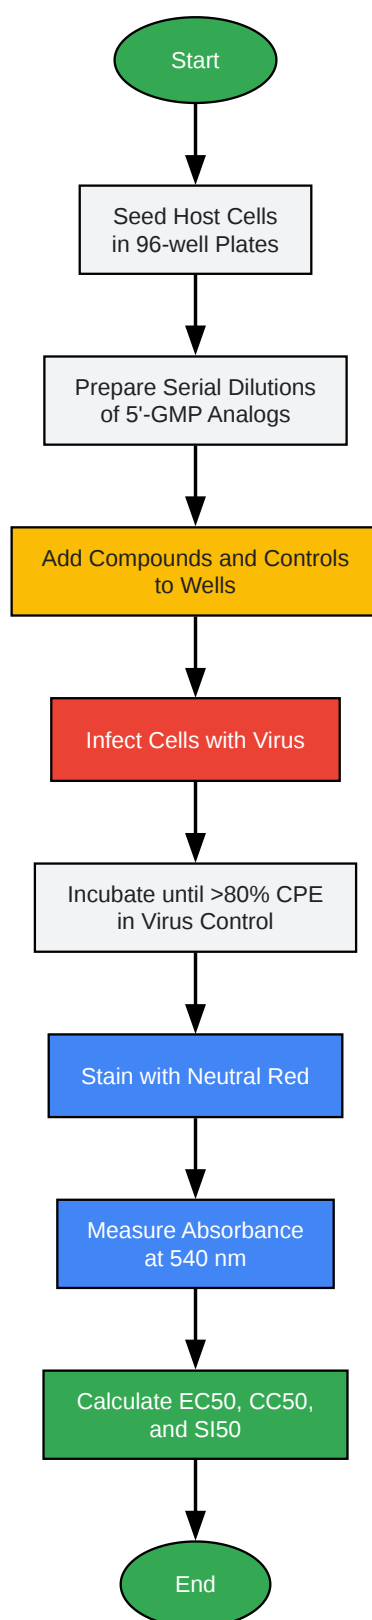 Start
Seed Host Cells
in 96-well Plates
Prepare Serial Dilutions
of 5'-GMP Analogs
Add Compounds and Controls
to Wells
Infect Cells with Virus
Incubate until >80% CPE
in Virus Control
Stain with Neutral Red
Measure Absorbance
at 540 nm
Calculate EC50, CC50,
and SI50
End